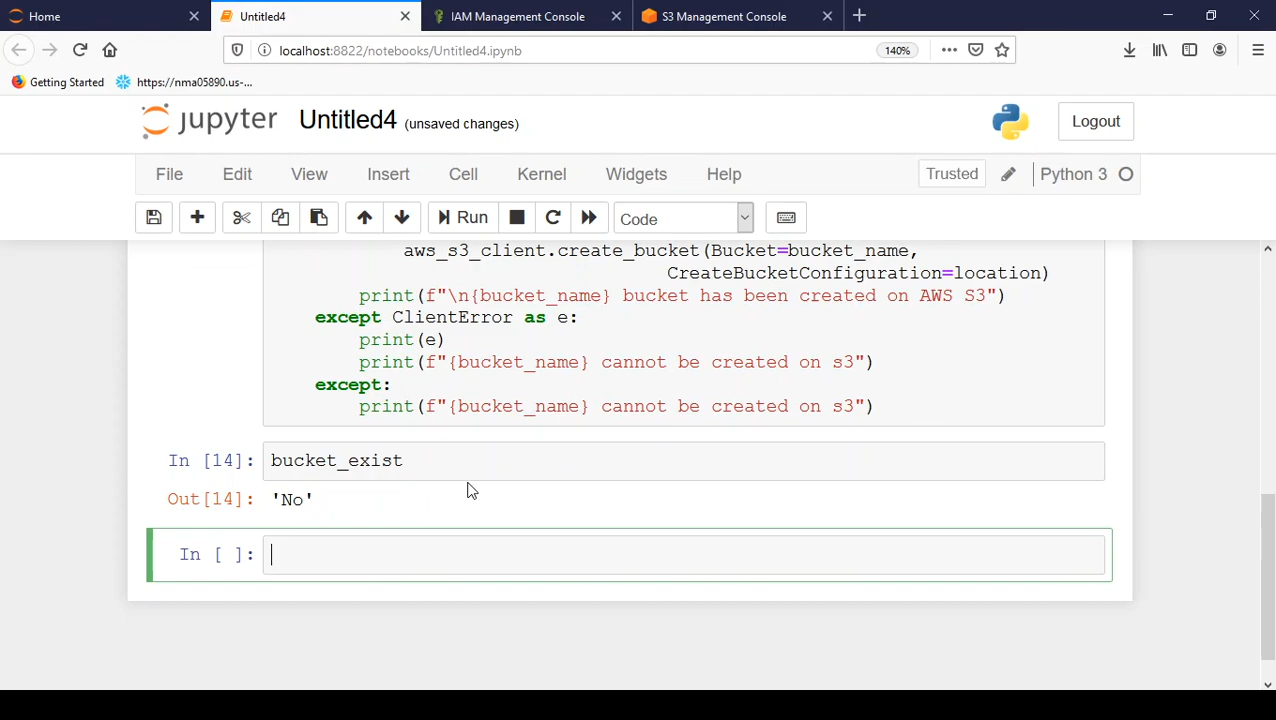 Home
Untitled4
IAM Management Console
S3 Management Console
localhost:8822/notebooks/Untitled4.ipynb
140%
Getting Started
https://nma05890.us-...
jupyter
Untitled4 (unsaved changes)
Logout
File Edit View Insert Cell Kernel Widgets Help
Trusted
Python 3
Run
Code
aws_s3_client.create_bucket(Bucket=bucket_name,
CreateBucketConfiguration=location)
print(f"\n{bucket_name} bucket has been created on AWS S3")
except ClientError as e:
print(e)
print(f"{bucket_name} cannot be created on s3")
except:
print(f"{bucket_name} cannot be created on s3")
In [14]: bucket_exist
Out[14]: 'No'
In [ ]: